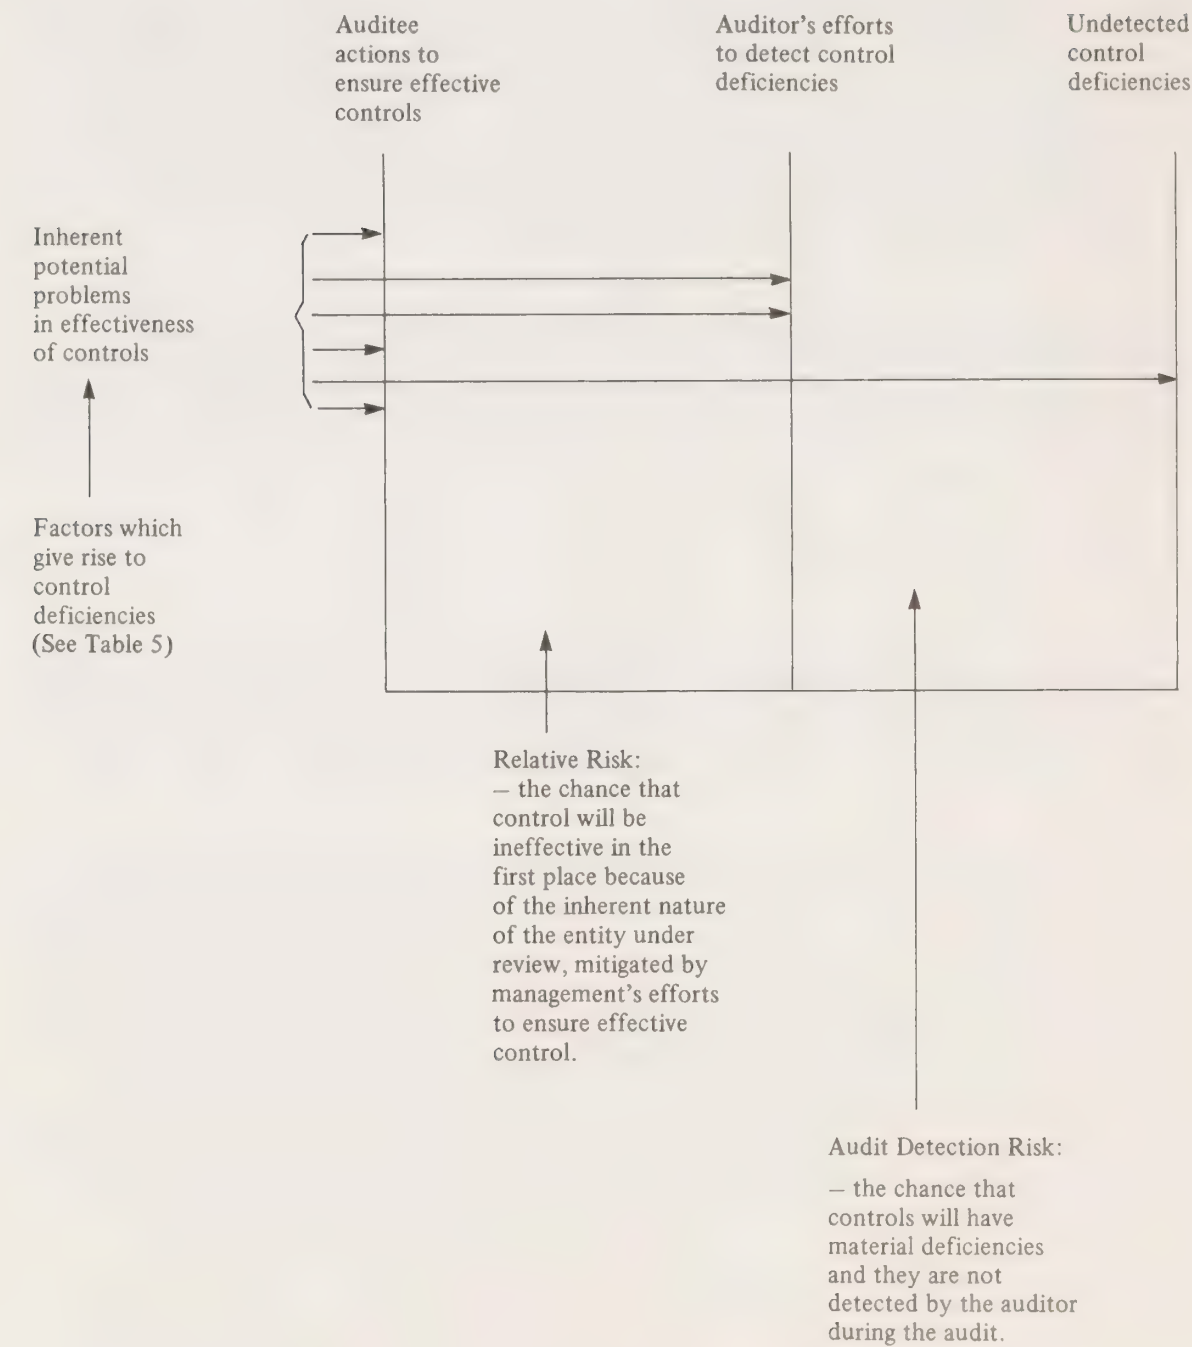 Auditee
actions to
ensure effective
controls
Auditor's efforts
to detect control
deficiencies
Undetected
control
deficiencies
Inherent
potential
problems
in effectiveness
of controls
Factors which
give rise to
control
deficiencies
(See Table 5)
Relative Risk:
– the chance that
control will be
ineffective in the
first place because
of the inherent nature
of the entity under
review, mitigated by
management's efforts
to ensure effective
control.
Audit Detection Risk:
– the chance that
controls will have
material deficiencies
and they are not
detected by the auditor
during the audit.